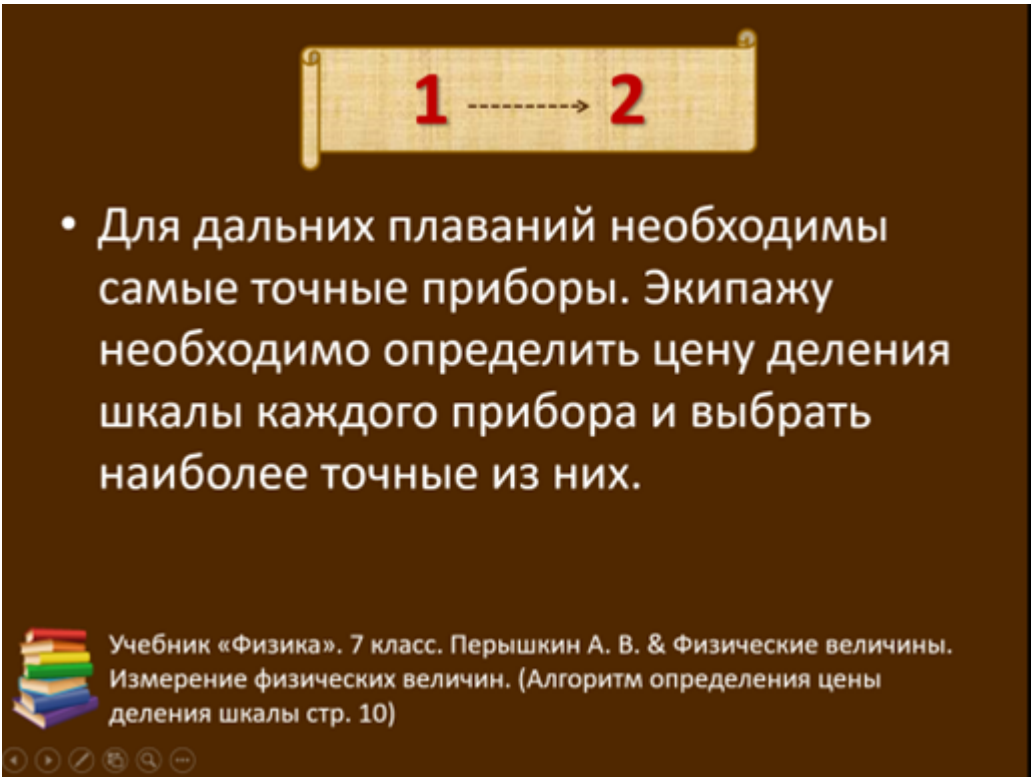 1 → 2
• Для дальних плаваний необходимы
самые точные приборы. Экипажу
необходимо определить цену деления
шкалы каждого прибора и выбрать
наиболее точные из них.
Учебник «Физика». 7 класс. Перышкин А. В. & Физические величины.
Измерение физических величин. (Алгоритм определения цены
деления шкалы стр. 10)